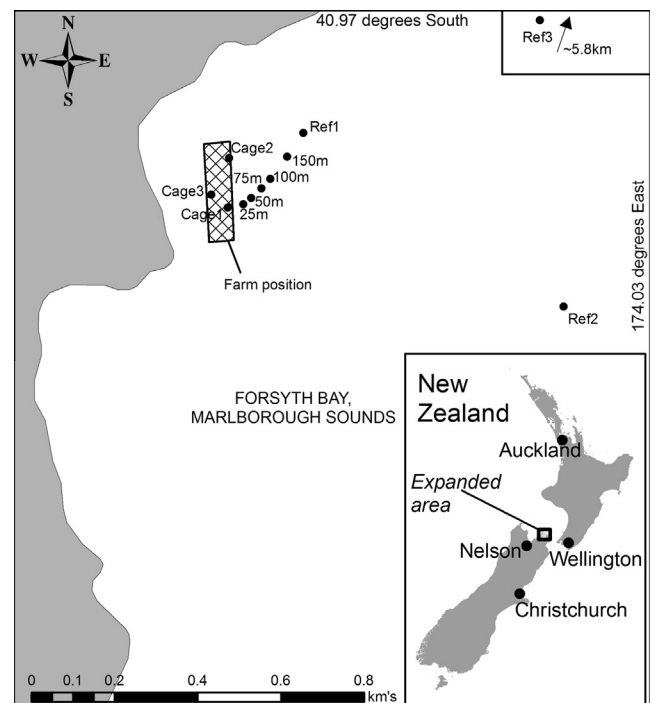 40.97 degrees South
N
W E
S
Ref3
~5.8km
Ref1
Cage2
150m
75m 100m
Cage3
50m
Cage1 25m
Farm position
174.03 degrees East
Ref2
FORSYTH BAY,
MARLBOROUGH SOUNDS
New
Zealand
Auckland
Expanded
area
Nelson Wellington
Christchurch
0 0.1 0.2 0.4 0.6 0.8
km's